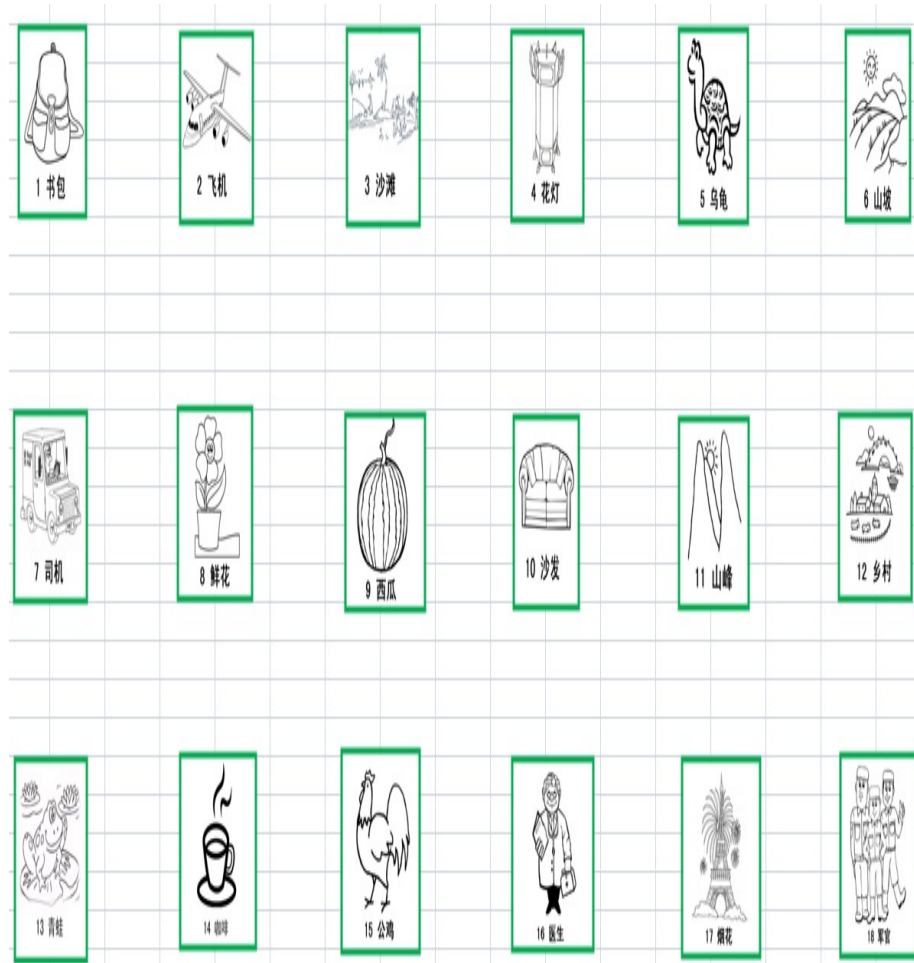 1 书包
2 飞机
3 沙滩
4 花灯
5 乌龟
6 山坡
7 司机
8 鲜花
9 西瓜
10 沙发
11 山峰
12 乡村
13 青蛙
14 咖啡
15 公鸡
16 医生
17 烟花
18 军官